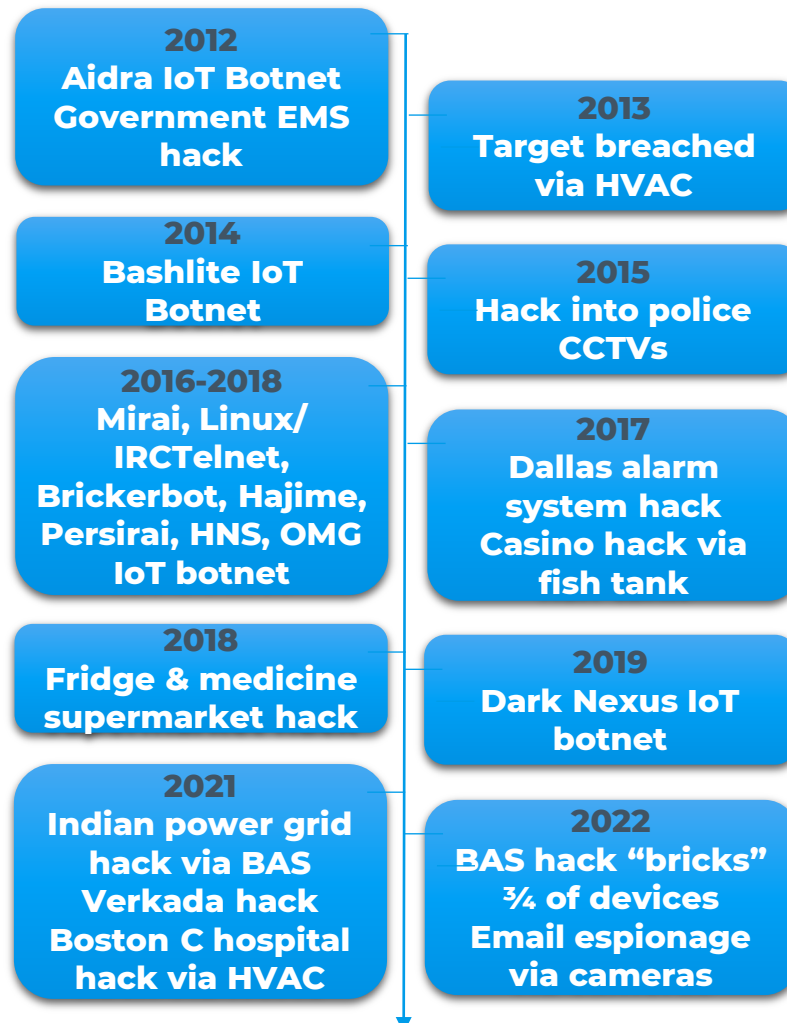 2012
Aidra IoT Botnet
Government EMS
hack
2013
Target breached
via HVAC
2014
Bashlite IoT
Botnet
2015
Hack into police
CCTVs
2016-2018
Mirai, Linux/
IRCTelnet,
Brickerbot, Hajime,
Persirai, HNS, OMG
IoT botnet
2017
Dallas alarm
system hack
Casino hack via
fish tank
2018
Fridge & medicine
supermarket hack
2019
Dark Nexus IoT
botnet
2021
Indian power grid
hack via BAS
Verkada hack
Boston C hospital
hack via HVAC
2022
BAS hack “bricks”
¾ of devices
Email espionage
via cameras